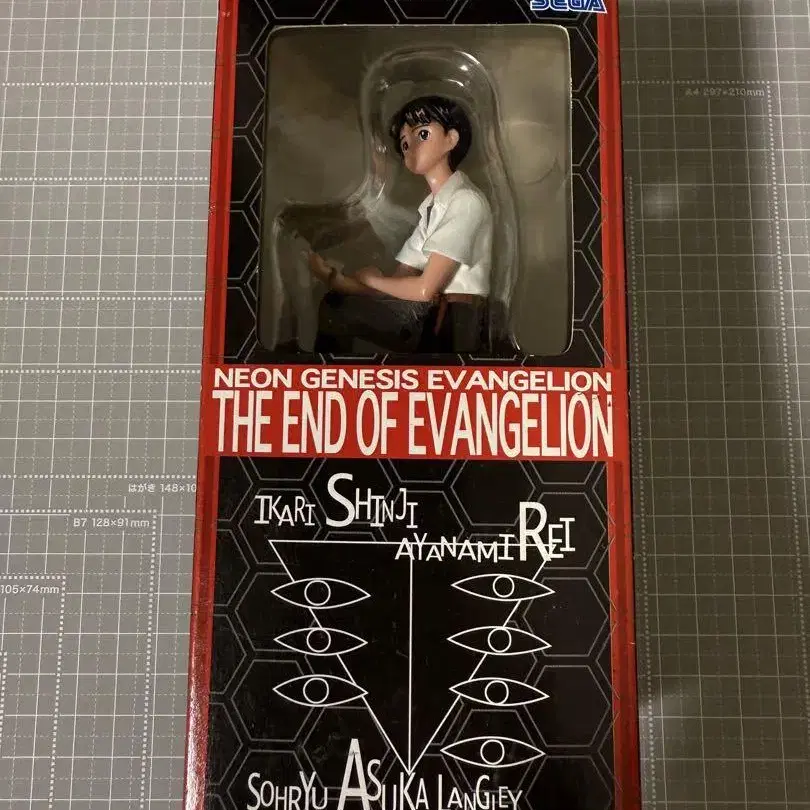 SEGA
A4 297×210mm
NEON GENESIS EVANGELION
THE END OF EVANGELION
はがき 148×10
B7 128×91mm
105×74mm
IKARI SHINJI
AYANAMI REI
SOHRYU ASUKA LANGLEY